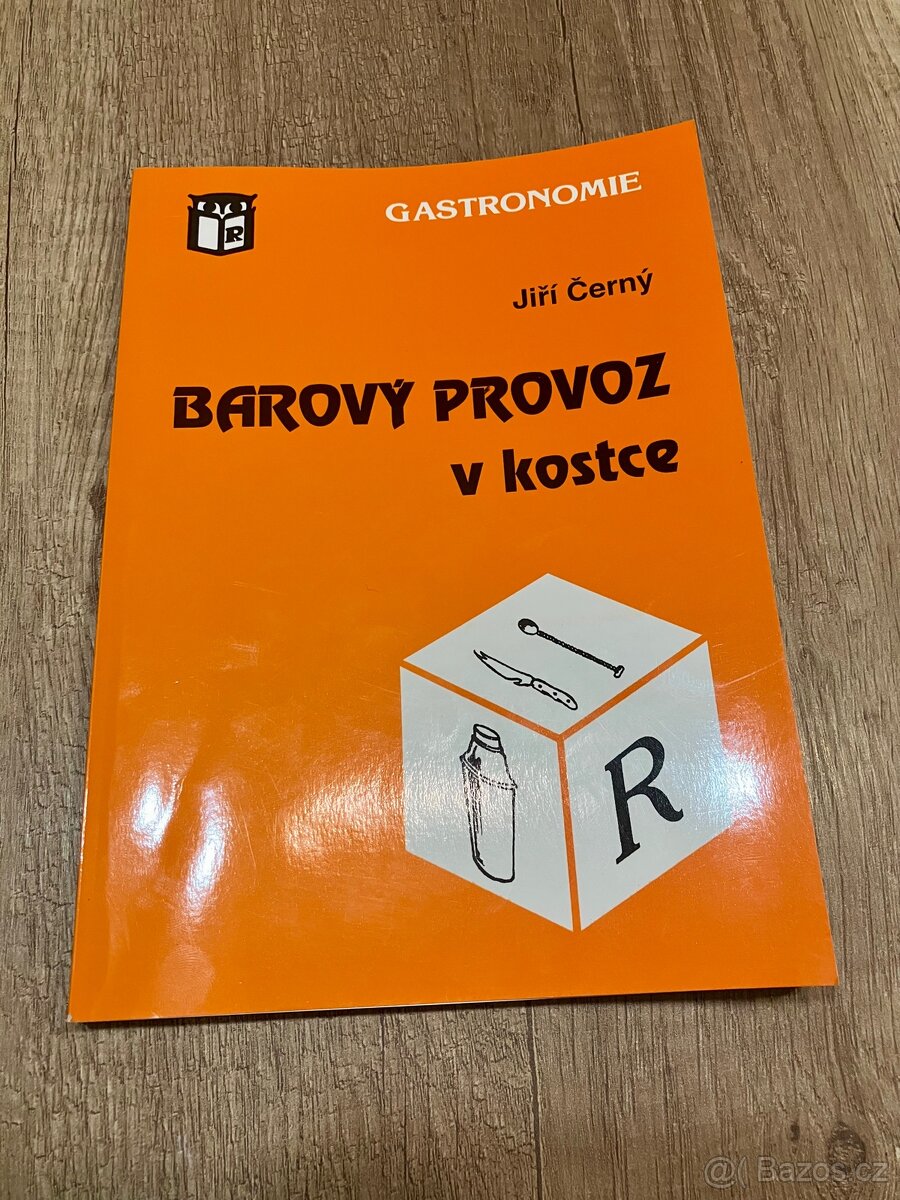 R
GASTRONOMIE
Jiří Černý
BAROVÝ PROVOZ
v kostce
R
@( Bazos.cz